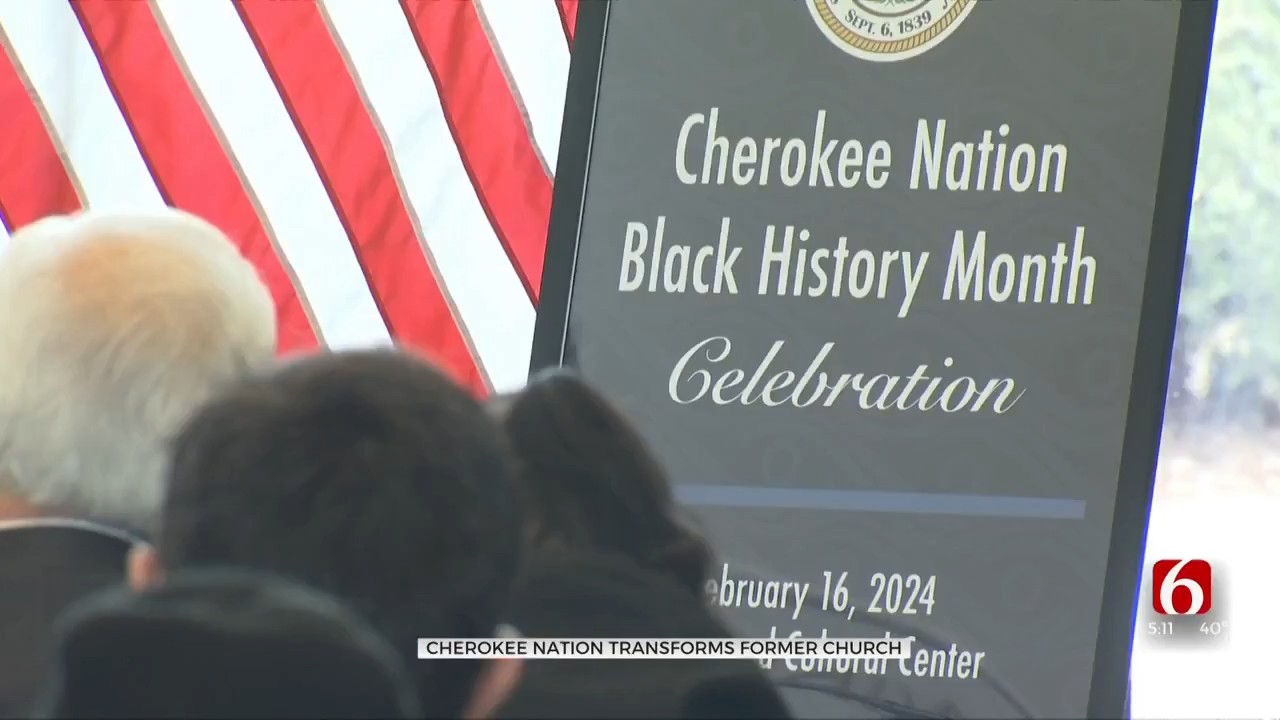 SEPT. 6, 1839
Cherokee Nation
Black History Month
Celebration
ebruary 16, 2024
Center
CHEROKEE NATION TRANSFORMS FORMER CHURCH
6
5:11 40°